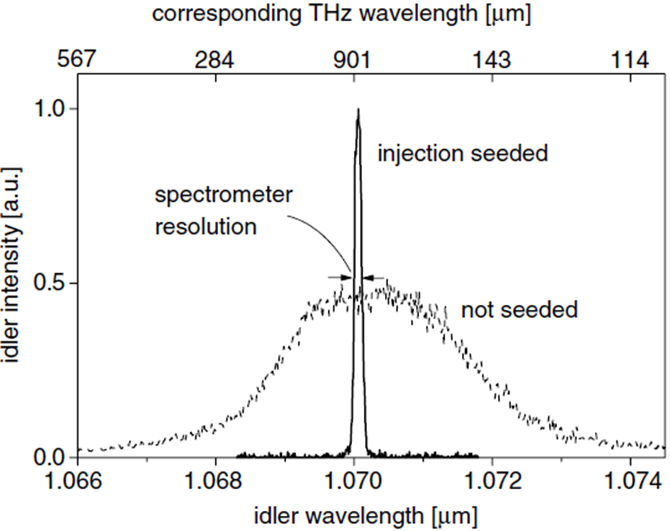 corresponding THz wavelength [μm]
567 284 901 143 114
1.0
injection seeded
spectrometer
resolution
idler intensity [a.u.]
0.5
not seeded
0.0
1.066 1.068 1.070 1.072 1.074
idler wavelength [μm]